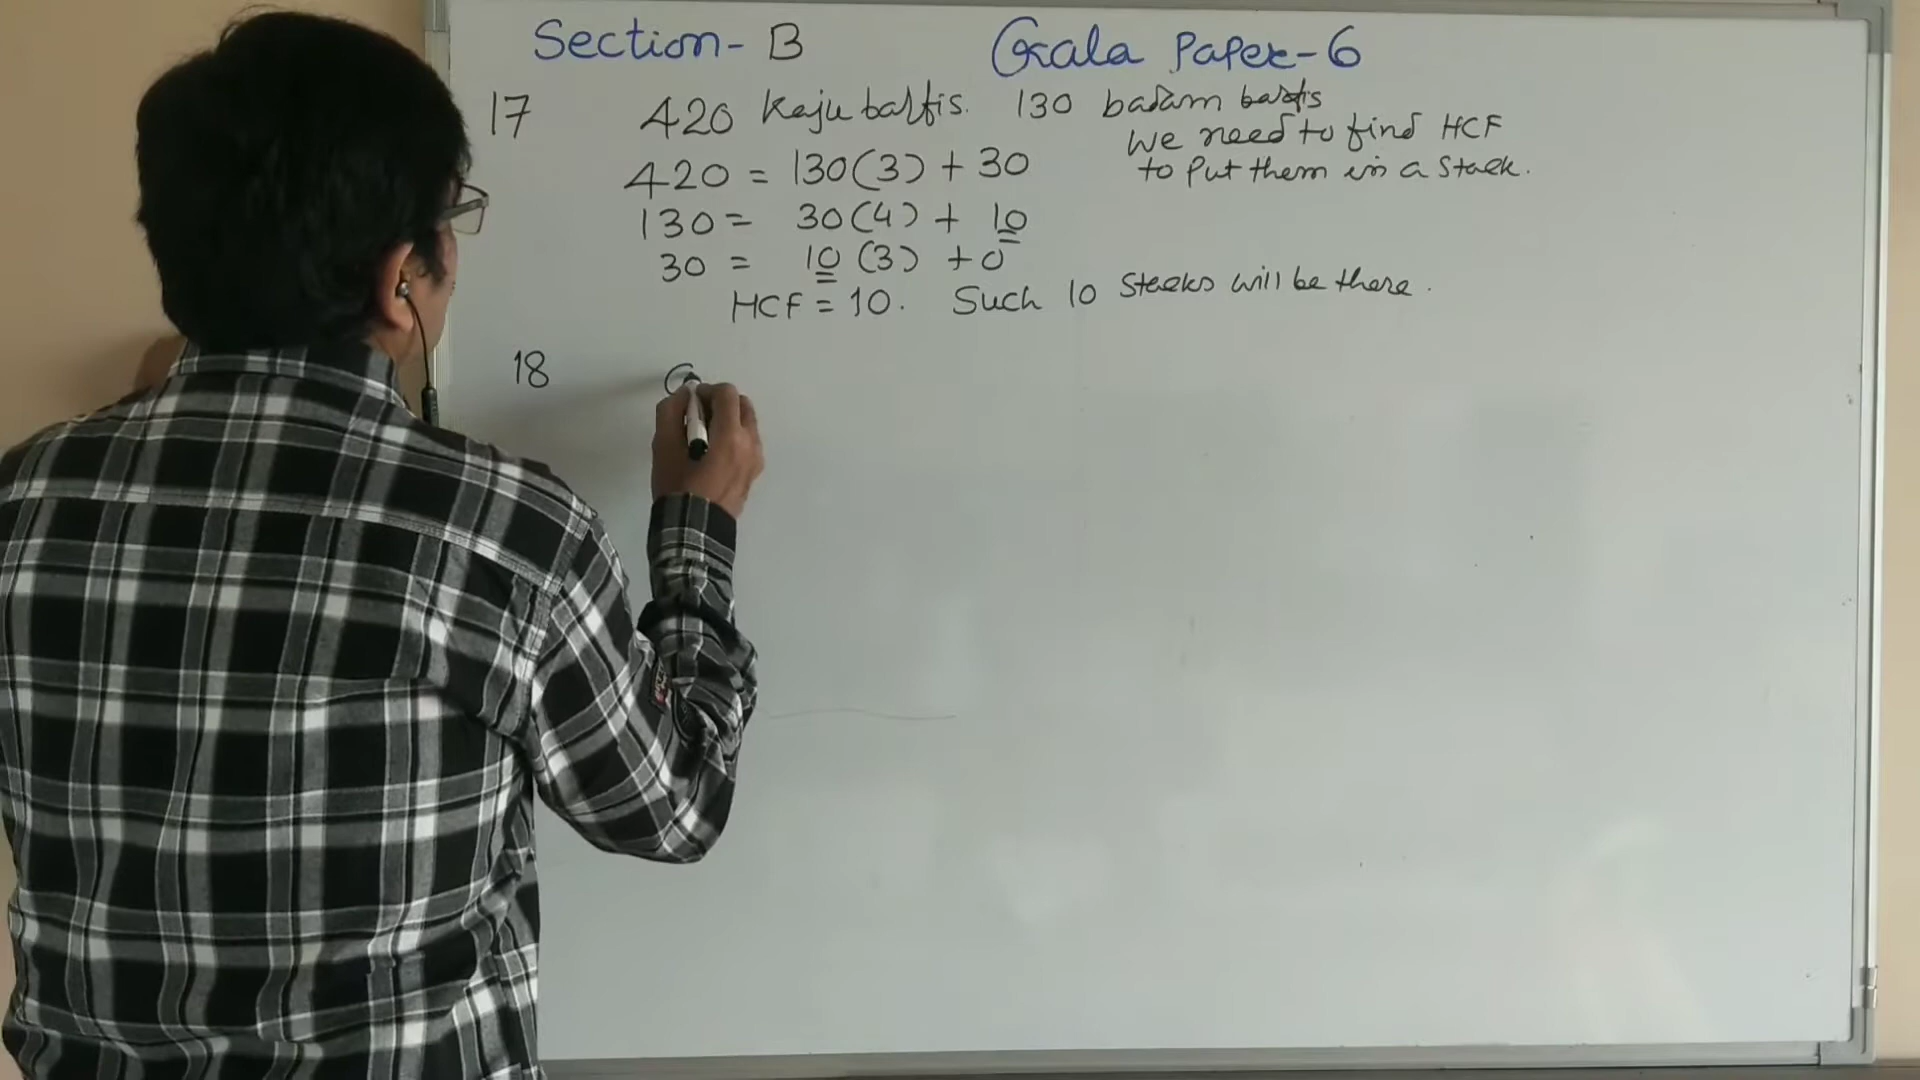 Section-B Gala Paper-6
17 420 Kaju barfis. 130 badam barfis
We need to find HCF
to Put them in a Stack.
420 = 130(3) + 30
130 = 30(4) + 10
30 = 10(3) + 0
HCF = 10. Such 10 Stacks will be there.
18